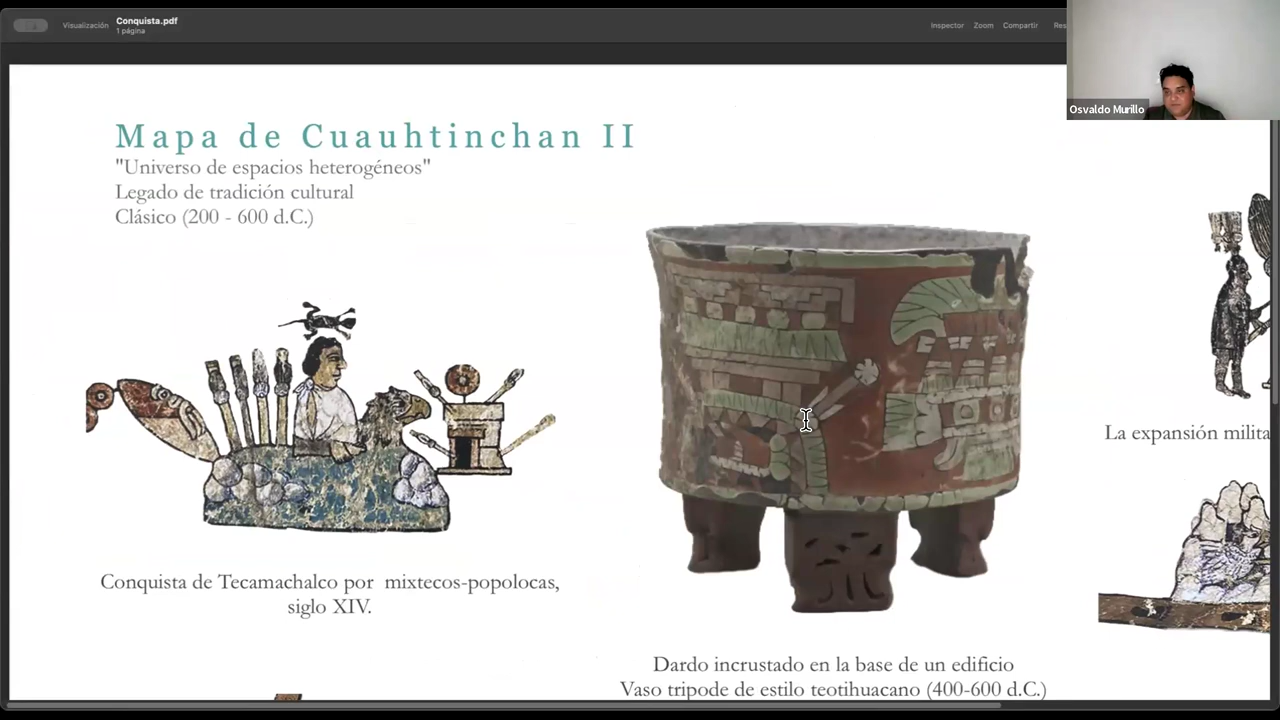 Visualización
Conquista.pdf
1 página
Inspector
Zoom
Compartir
Osvaldo Murillo
Mapa de Cuauhtinchan II
"Universo de espacios heterogéneos"
Legado de tradición cultural
Clásico (200 - 600 d.C.)
La expansión milita
Conquista de Tecamachalco por mixtecos-popolocas,
siglo XIV.
Dardo incrustado en la base de un edificio
Vaso tripode de estilo teotihuacano (400-600 d.C.)